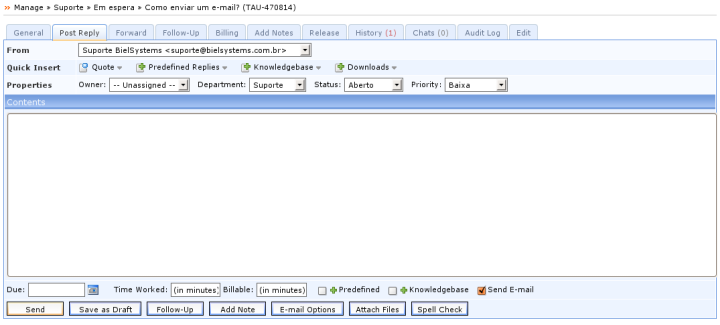 » Manage » Suporte » Em espera » Como enviar um e-mail? (TAU-470814)
General Post Reply Forward Follow-Up Billing Add Notes Release History (1) Chats (0) Audit Log Edit
From Suporte BielSystems <suporte@bielsystems.com.br>
Quick Insert Quote Predefined Replies Knowledgebase Downloads
Properties Owner: -- Unassigned -- Department: Suporte Status: Aberto Priority: Baixa
Contents
Due: Time Worked: (in minutes) Billable: (in minutes) Predefined Knowledgebase Send E-mail
Send Save as Draft Follow-Up Add Note E-mail Options Attach Files Spell Check